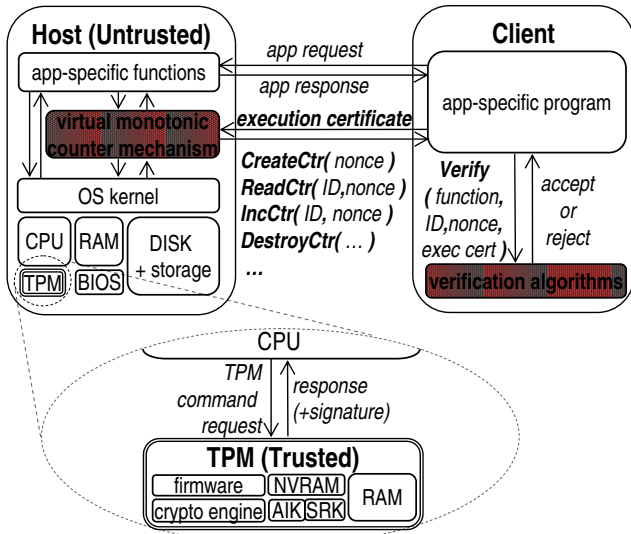 Host (Untrusted)
app-specific functions
virtual monotonic
counter mechanism
OS kernel
CPU
RAM
DISK
+ storage
TPM
BIOS
app request
app response
execution certificate
CreateCtr( nonce )
ReadCtr( ID,nonce )
IncCtr( ID, nonce )
DestroyCtr( ... )
...
Client
app-specific program
Verify
( function,
ID,nonce,
exec cert )
accept
or
reject
verification algorithms
CPU
TPM
command
request
response
(+signature)
TPM (Trusted)
firmware
NVRAM
RAM
crypto engine
AIK
SRK